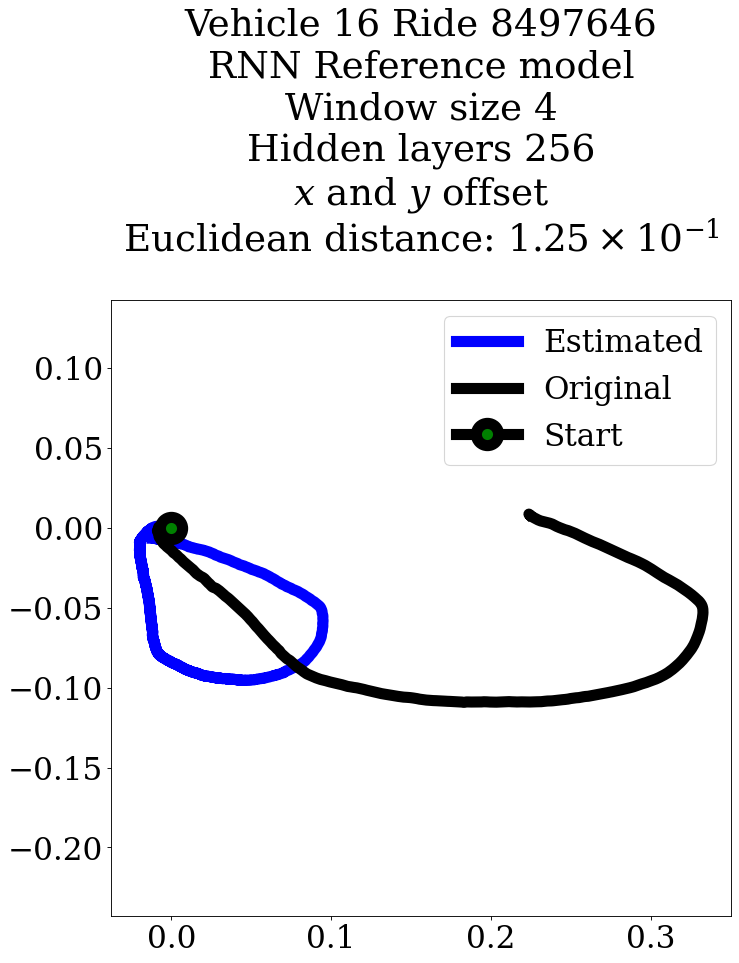 Vehicle 16 Ride 8497646
RNN Reference model
Window size 4
Hidden layers 256
x and y offset
Euclidean distance: 1.25 × 10⁻¹
Estimated
Original
Start
0.10
0.05
0.00
−0.05
−0.10
−0.15
−0.20
0.0 0.1 0.2 0.3